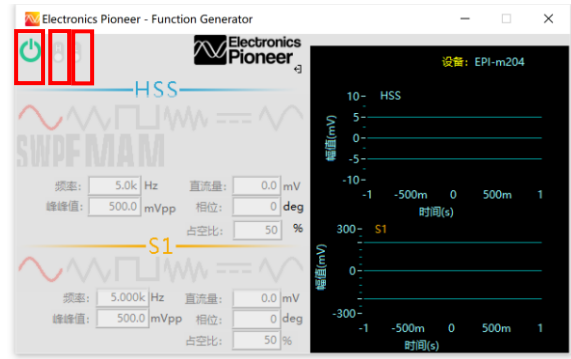 Electronics Pioneer - Function Generator
Electronics
Pioneer
设备: EPI-m204
HSS
SWPFMAM
频率: 5.0k Hz 直流量: 0.0 mV
峰峰值: 500.0 mVpp 相位: 0 deg
占空比: 50 %
S1
频率: 5.000k Hz 直流量: 0.0 mV
峰峰值: 500.0 mVpp 相位: 0 deg
占空比: 50 %
HSS
幅值(mV)
10
5
0
-5
-10
-1 -500m 0 500m 1
时间(s)
S1
幅值(mV)
300
0
-300
-1 -500m 0 500m 1
时间(s)